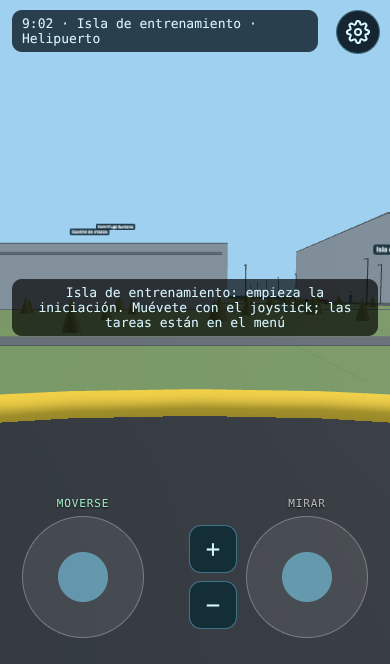 9:02 · Isla de entrenamiento ·
Helipuerto
Isla de entrenamiento: empieza la
iniciación. Muévete con el joystick; las
tareas están en el menú
MOVERSE
MIRAR
+
−